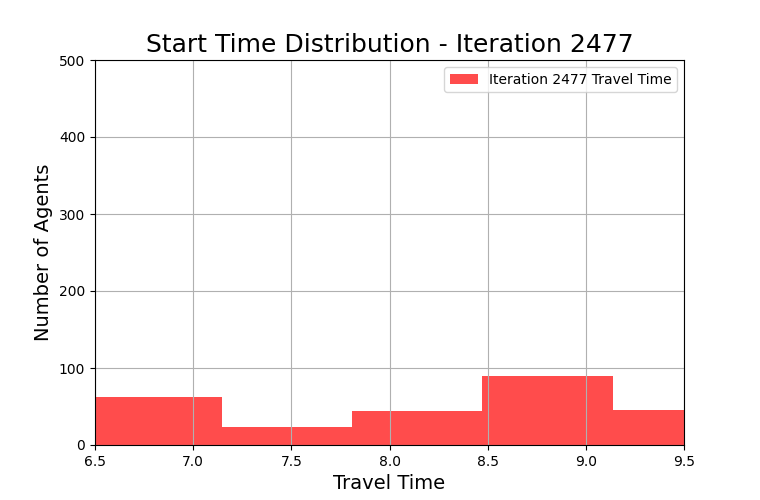 Start Time Distribution - Iteration 2477
Iteration 2477 Travel Time
Number of Agents
500
400
300
200
100
0
6.5 7.0 7.5 8.0 8.5 9.0 9.5
Travel Time